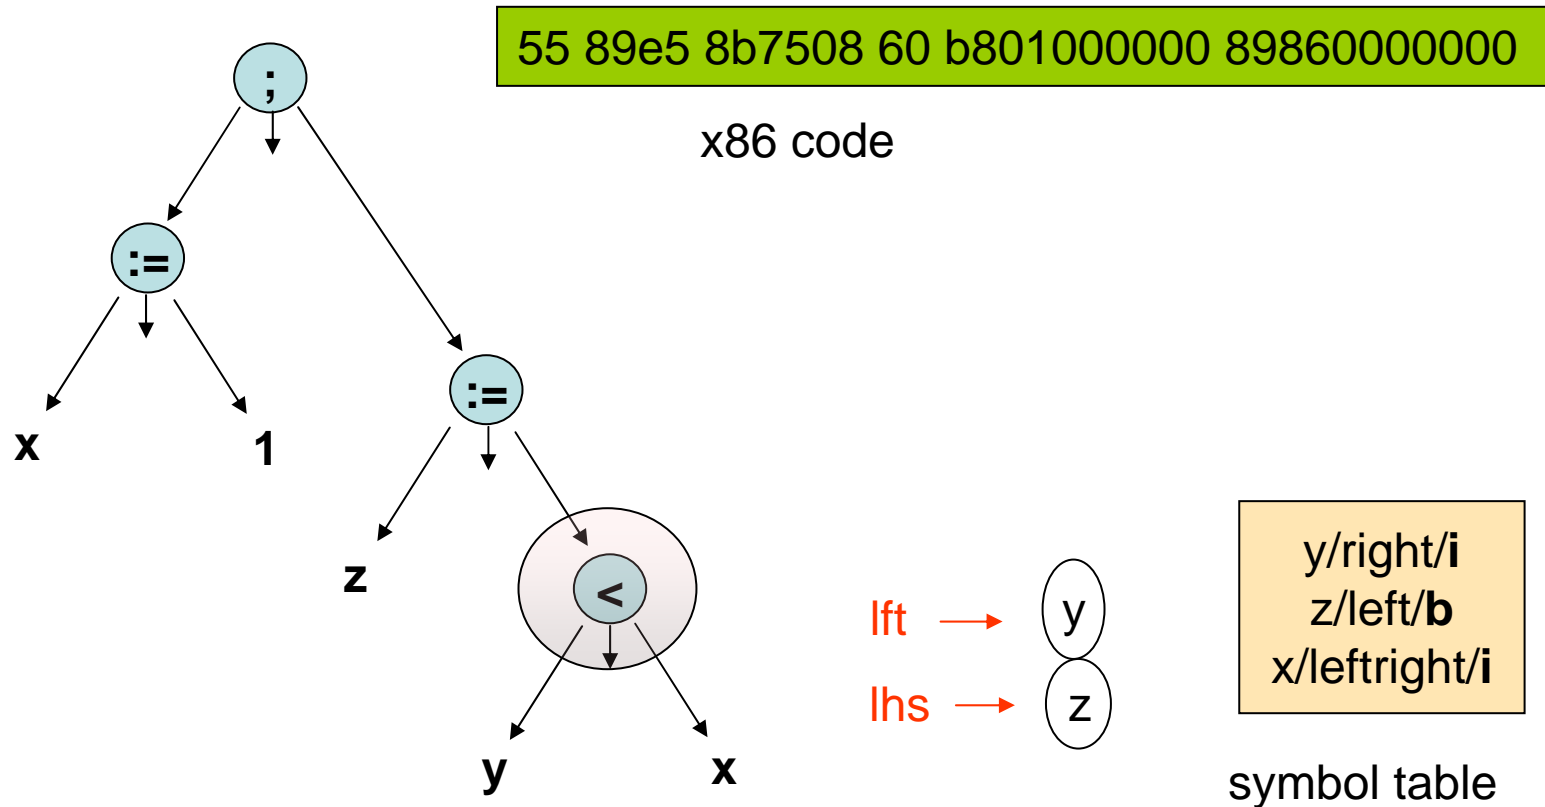 55 89e5 8b7508 60 b801000000 89860000000
;
x86 code
:=
:=
x
1
z
<
y/right/i
lft
y
z/left/b
x/leftright/i
lhs
z
y
x
symbol table